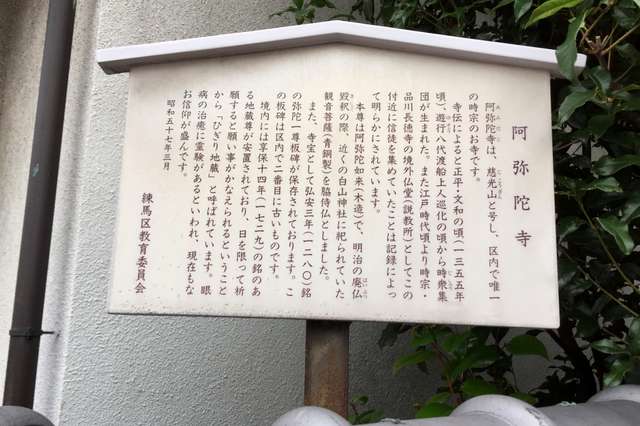 阿弥陀寺
阿弥陀寺は、慈光山と号し、区内で唯一
の時宗のお寺です。
寺伝によると正平・文和の頃(一三五五年
頃)、遊行八代渡船上人巡化の頃から時衆集
団が生まれた。また江戸時代頃より時宗・
品川長徳寺の境外仏堂(説教所)としてこの
付近に信徒を集めていたことは記録によっ
て明らかにされています。
本尊は阿弥陀如来(木造)で、明治の廃仏
毀釈の際、近くの白山神社に祀られていた
観音菩薩(青銅製)を脇侍仏としました。
また、寺宝として弘安三年(一二八〇)銘
の弥陀一尊板碑が保存されております。こ
の板碑は区内で二番目に古いものです。
境内には享保十四年(一七二九)の銘のあ
る地蔵尊が安置されており、日を限って祈
願すると願い事がかなえられるということ
から「ひぎり地蔵」と呼ばれています。眼
病の治癒に霊験があるといわれ、現在もな
お信仰が盛んです。
昭和五十七年三月
練馬区教育委員会